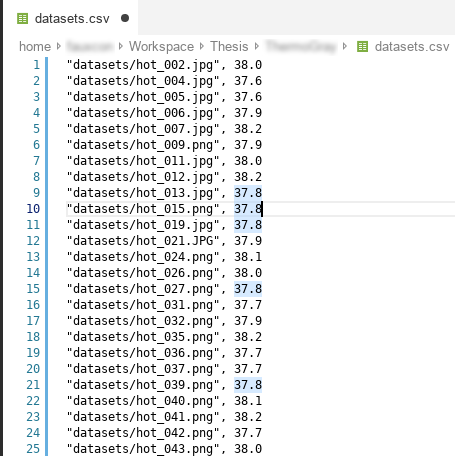 datasets.csv
home Workspace Thesis datasets.csv
1 "datasets/hot_002.jpg", 38.0
2 "datasets/hot_004.jpg", 37.6
3 "datasets/hot_005.jpg", 37.6
4 "datasets/hot_006.jpg", 37.9
5 "datasets/hot_007.jpg", 38.2
6 "datasets/hot_009.png", 37.9
7 "datasets/hot_011.jpg", 38.0
8 "datasets/hot_012.jpg", 38.2
9 "datasets/hot_013.jpg", 37.8
10 "datasets/hot_015.png", 37.8
11 "datasets/hot_019.jpg", 37.8
12 "datasets/hot_021.JPG", 37.9
13 "datasets/hot_024.png", 38.1
14 "datasets/hot_026.png", 38.0
15 "datasets/hot_027.png", 37.8
16 "datasets/hot_031.png", 37.7
17 "datasets/hot_032.png", 37.9
18 "datasets/hot_035.png", 38.2
19 "datasets/hot_036.png", 37.7
20 "datasets/hot_037.png", 37.7
21 "datasets/hot_039.png", 37.8
22 "datasets/hot_040.png", 38.1
23 "datasets/hot_041.png", 38.2
24 "datasets/hot_042.png", 37.7
25 "datasets/hot_043.png", 38.0